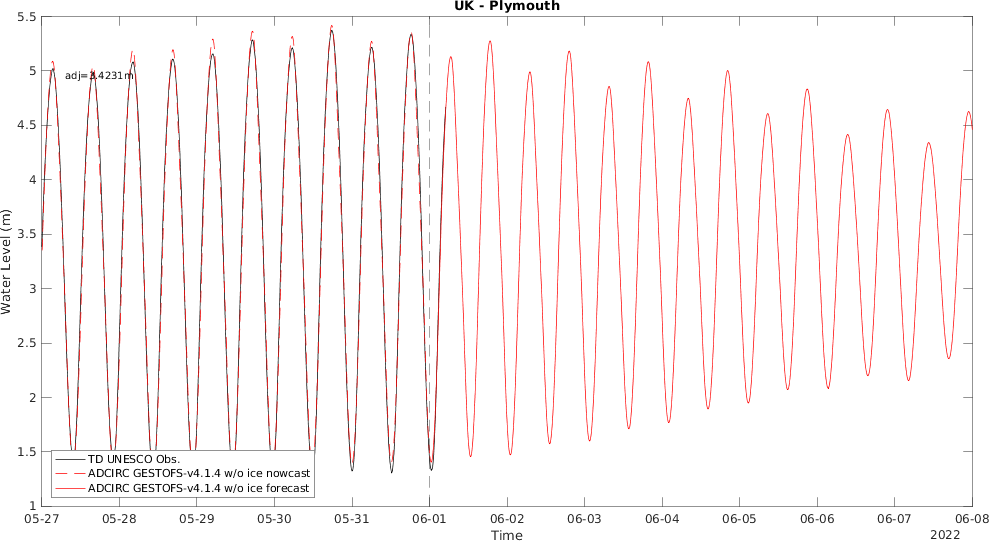 UK - Plymouth
5.5
5
4.5
4
3.5
3
2.5
2
1.5
1
Water Level (m)
adj=3.4231m
TD UNESCO Obs.
ADCIRC GESTOFS-v4.1.4 w/o ice nowcast
ADCIRC GESTOFS-v4.1.4 w/o ice forecast
05-27 05-28 05-29 05-30 05-31 06-01 06-02 06-03 06-04 06-05 06-06 06-07 06-08
Time
2022